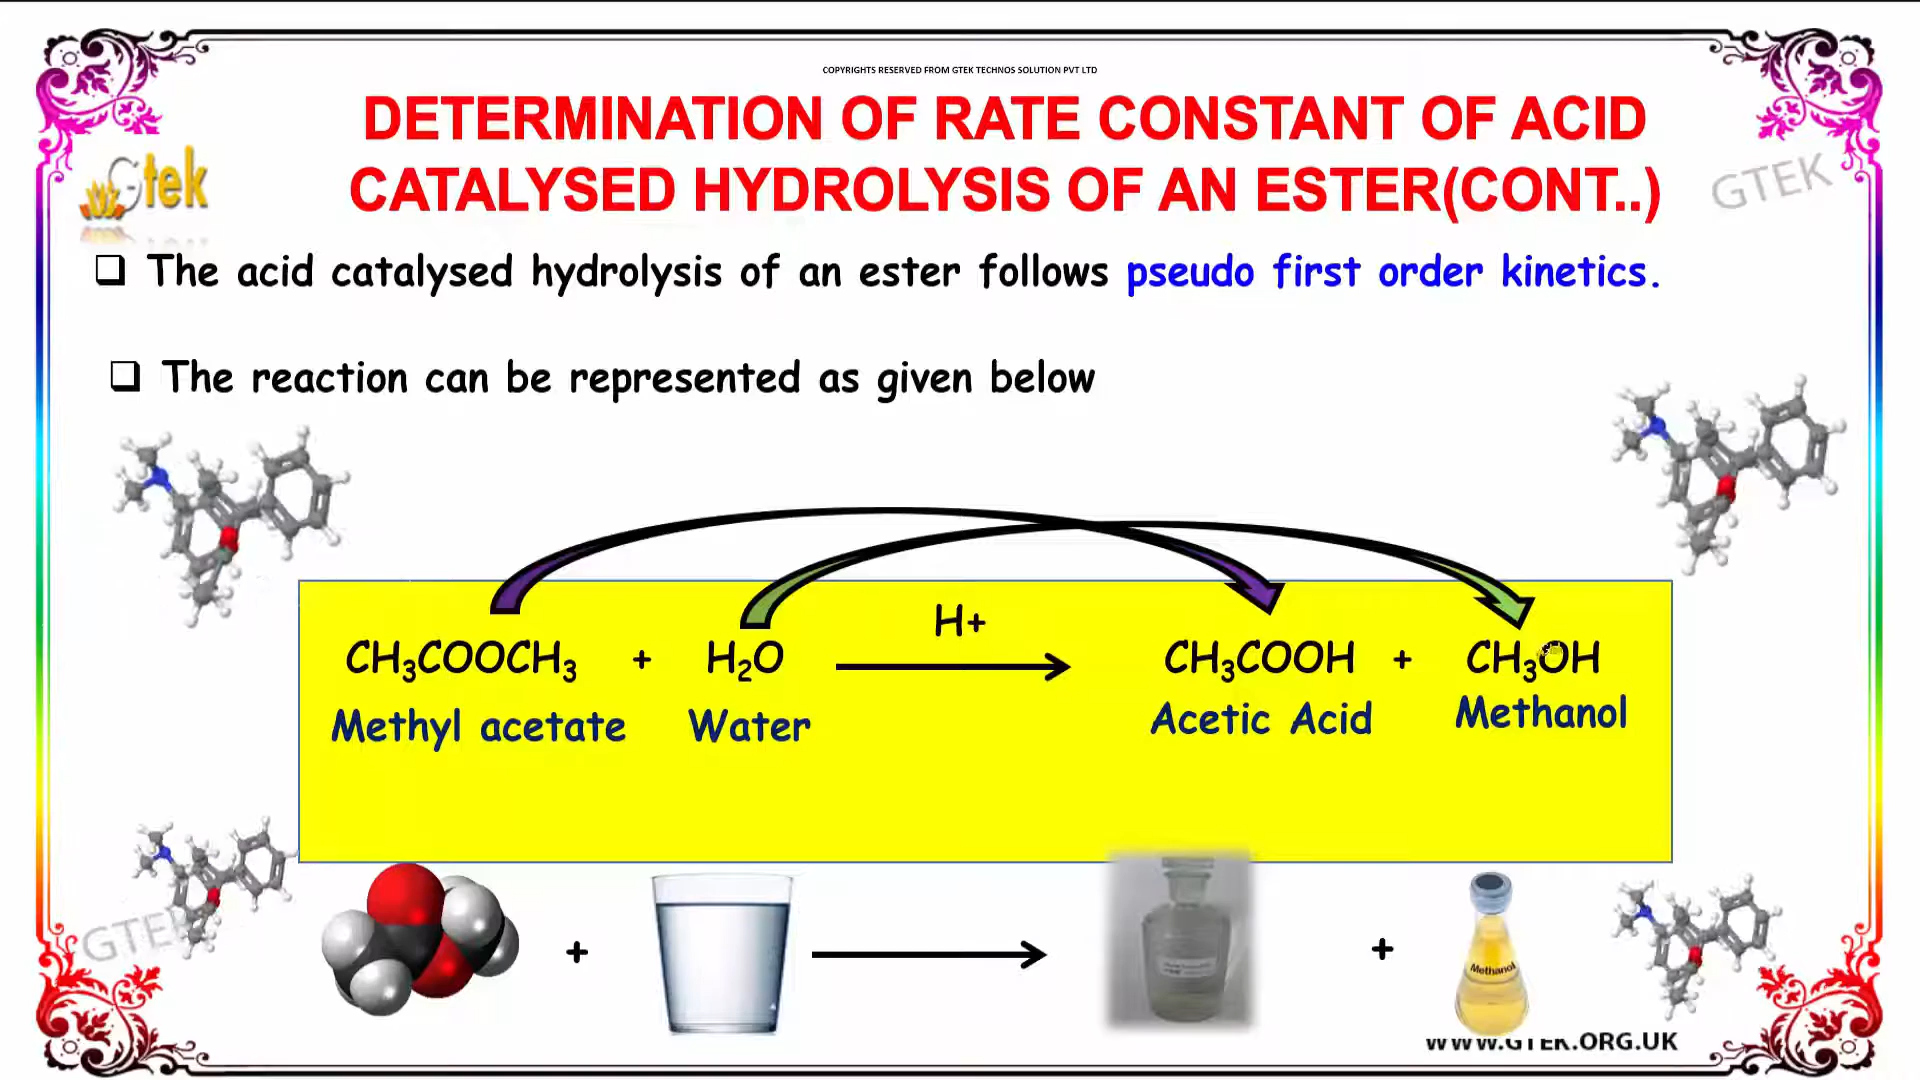 COPYRIGHTS RESERVED FROM GTEK TECHNOS SOLUTION PVT LTD
DETERMINATION OF RATE CONSTANT OF ACID
CATALYSED HYDROLYSIS OF AN ESTER(CONT..)
Gtek
GTEK
❑ The acid catalysed hydrolysis of an ester follows pseudo first order kinetics.
❑ The reaction can be represented as given below
H+
CH₃COOCH₃ + H₂O CH₃COOH + CH₃OH
Methyl acetate Water Acetic Acid Methanol
GTEK
+ +
Methanol
WWW.GTEK.ORG.UK